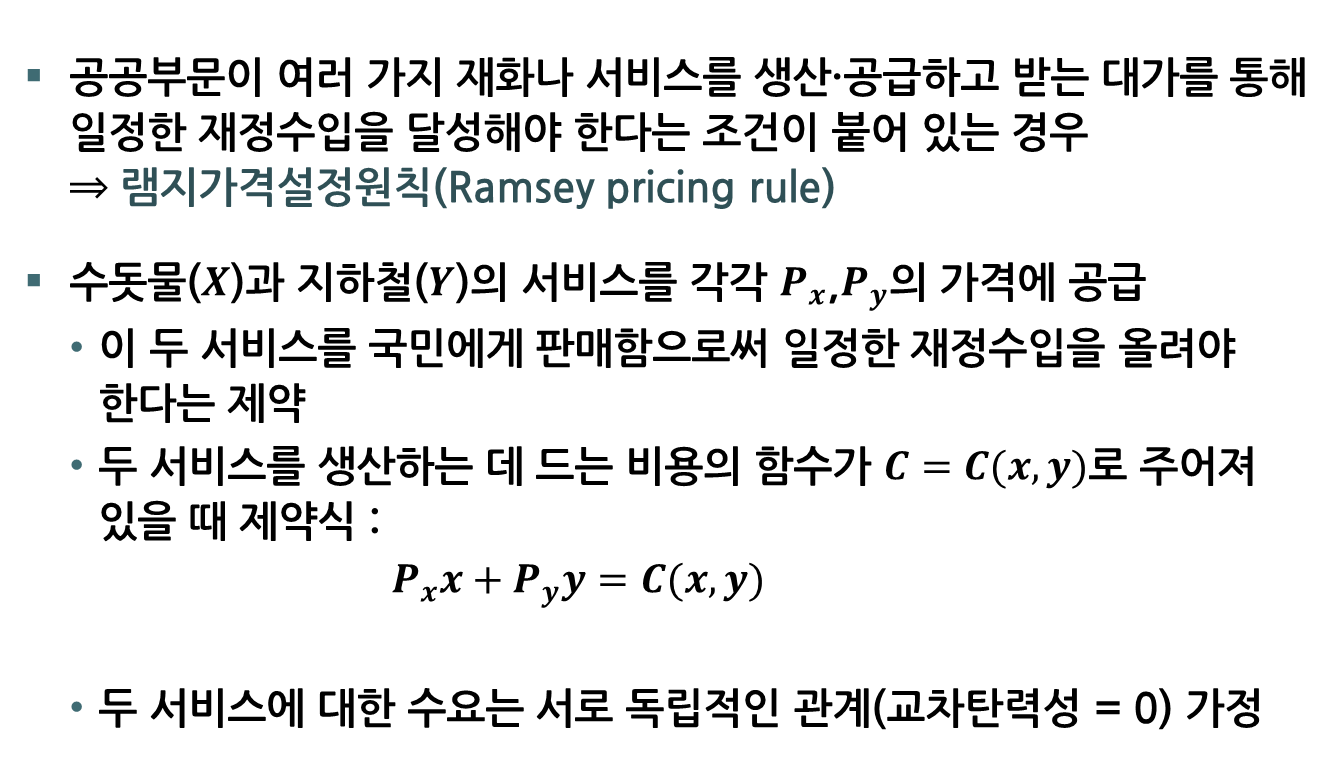 ▪ 공공부문이 여러 가지 재화나 서비스를 생산·공급하고 받는 대가를 통해
일정한 재정수입을 달성해야 한다는 조건이 붙어 있는 경우
⇒ 램지가격설정원칙(Ramsey pricing rule)
▪ 수돗물(X)과 지하철(Y)의 서비스를 각각 Pₓ,P_y의 가격에 공급
• 이 두 서비스를 국민에게 판매함으로써 일정한 재정수입을 올려야
한다는 제약
• 두 서비스를 생산하는 데 드는 비용의 함수가 C = C(x, y)로 주어져
있을 때 제약식 :
Pₓx + P_yy = C(x, y)
• 두 서비스에 대한 수요는 서로 독립적인 관계(교차탄력성 = 0) 가정